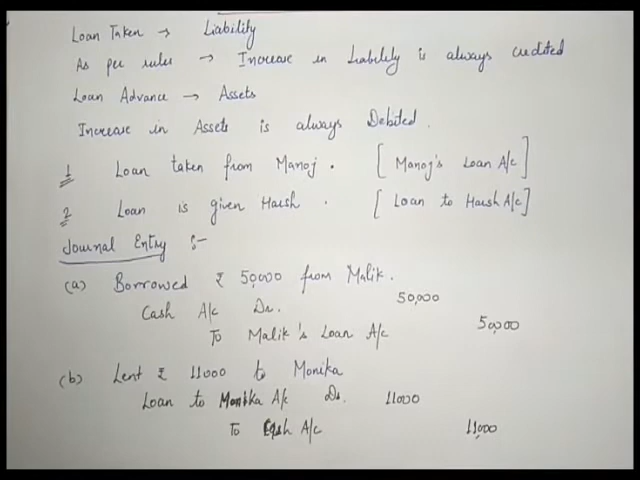 Loan Taken → Liability
As per rules → Increase in Liability is always credited
Loan Advance → Assets
Increase in Assets is always Debited.
1 Loan taken from Manoj. [Manoj's Loan A/c]
2 Loan is given Harsh. [Loan to Harsh A/c]
Journal Entry :-
(a) Borrowed ₹ 50,000 from Malik.
Cash A/c Dr. 50,000
To Malik's Loan A/c 50,000
(b) Lent ₹ 11000 to Monika
Loan to Monika A/c Dr. 11000
To Cash A/c 11,000